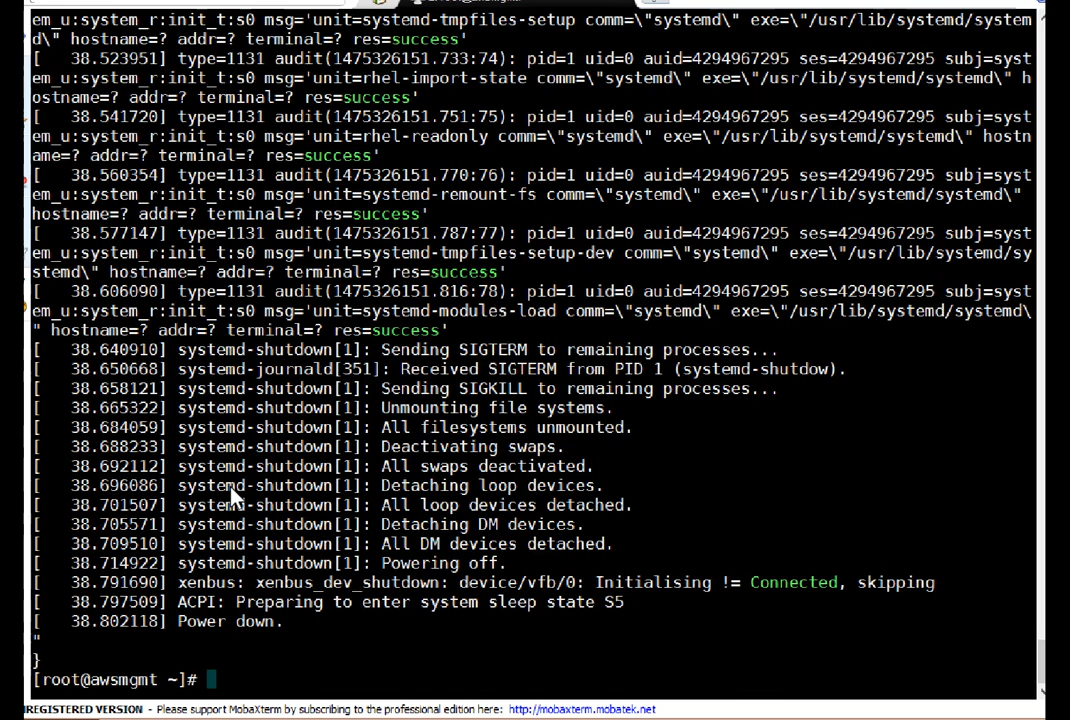 em_u:system_r:init_t:s0 msg='unit=systemd-tmpfiles-setup comm=\"systemd\" exe=\"/usr/lib/systemd/system
d\" hostname=? addr=? terminal=? res=success'
[   38.523951] type=1131 audit(1475326151.733:74): pid=1 uid=0 auid=4294967295 ses=4294967295 subj=syst
em_u:system_r:init_t:s0 msg='unit=rhel-import-state comm=\"systemd\" exe=\"/usr/lib/systemd/systemd\" h
ostname=? addr=? terminal=? res=success'
[   38.541720] type=1131 audit(1475326151.751:75): pid=1 uid=0 auid=4294967295 ses=4294967295 subj=syst
em_u:system_r:init_t:s0 msg='unit=rhel-readonly comm=\"systemd\" exe=\"/usr/lib/systemd/systemd\" hostn
ame=? addr=? terminal=? res=success'
[   38.560354] type=1131 audit(1475326151.770:76): pid=1 uid=0 auid=4294967295 ses=4294967295 subj=syst
em_u:system_r:init_t:s0 msg='unit=systemd-remount-fs comm=\"systemd\" exe=\"/usr/lib/systemd/systemd\"
hostname=? addr=? terminal=? res=success'
[   38.577147] type=1131 audit(1475326151.787:77): pid=1 uid=0 auid=4294967295 ses=4294967295 subj=syst
em_u:system_r:init_t:s0 msg='unit=systemd-tmpfiles-setup-dev comm=\"systemd\" exe=\"/usr/lib/systemd/sy
stemd\" hostname=? addr=? terminal=? res=success'
[   38.606090] type=1131 audit(1475326151.816:78): pid=1 uid=0 auid=4294967295 ses=4294967295 subj=syst
em_u:system_r:init_t:s0 msg='unit=systemd-modules-load comm=\"systemd\" exe=\"/usr/lib/systemd/systemd\
" hostname=? addr=? terminal=? res=success'
[   38.640910] systemd-shutdown[1]: Sending SIGTERM to remaining processes...
[   38.650668] systemd-journald[351]: Received SIGTERM from PID 1 (systemd-shutdow).
[   38.658121] systemd-shutdown[1]: Sending SIGKILL to remaining processes...
[   38.665322] systemd-shutdown[1]: Unmounting file systems.
[   38.684059] systemd-shutdown[1]: All filesystems unmounted.
[   38.688233] systemd-shutdown[1]: Deactivating swaps.
[   38.692112] systemd-shutdown[1]: All swaps deactivated.
[   38.696086] systemd-shutdown[1]: Detaching loop devices.
[   38.701507] systemd-shutdown[1]: All loop devices detached.
[   38.705571] systemd-shutdown[1]: Detaching DM devices.
[   38.709510] systemd-shutdown[1]: All DM devices detached.
[   38.714922] systemd-shutdown[1]: Powering off.
[   38.791690] xenbus: xenbus_dev_shutdown: device/vfb/0: Initialising != Connected, skipping
[   38.797509] ACPI: Preparing to enter system sleep state S5
[   38.802118] Power down.
"
}
[root@awsmgmt ~]#
NREGISTERED VERSION - Please support MobaXterm by subscribing to the professional edition here: http://mobaxterm.mobatek.net